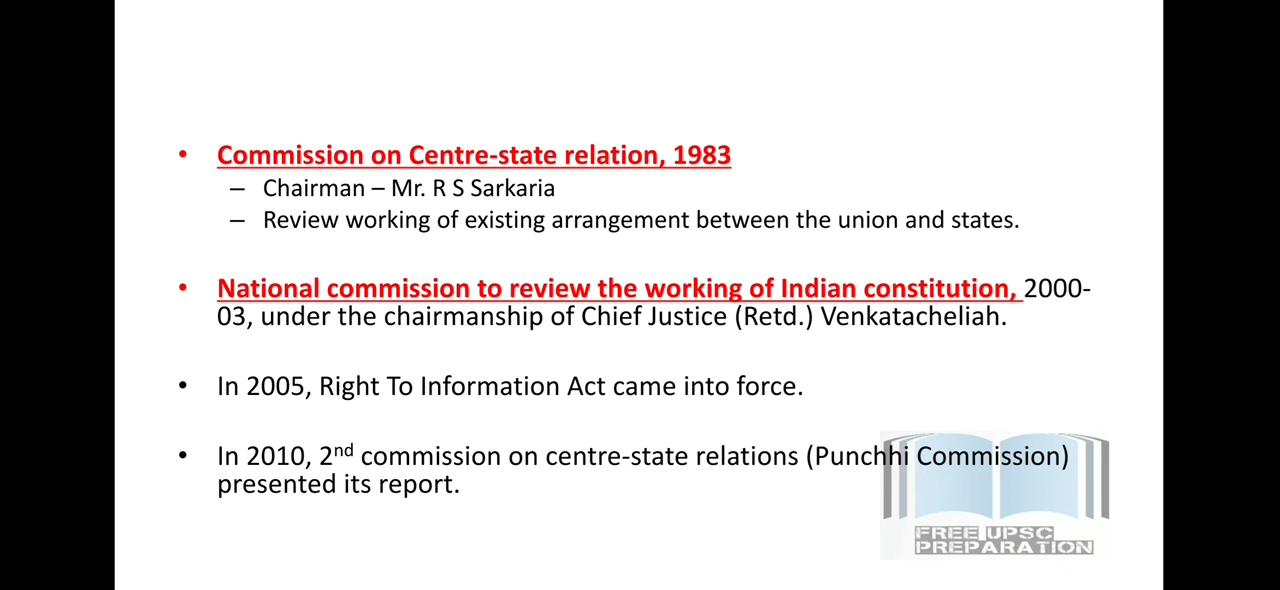 • Commission on Centre-state relation, 1983
– Chairman – Mr. R S Sarkaria
– Review working of existing arrangement between the union and states.
• National commission to review the working of Indian constitution, 2000-
03, under the chairmanship of Chief Justice (Retd.) Venkatacheliah.
• In 2005, Right To Information Act came into force.
• In 2010, 2nd commission on centre-state relations (Punchhi Commission)
presented its report.
FREE UPSC
PREPARATION